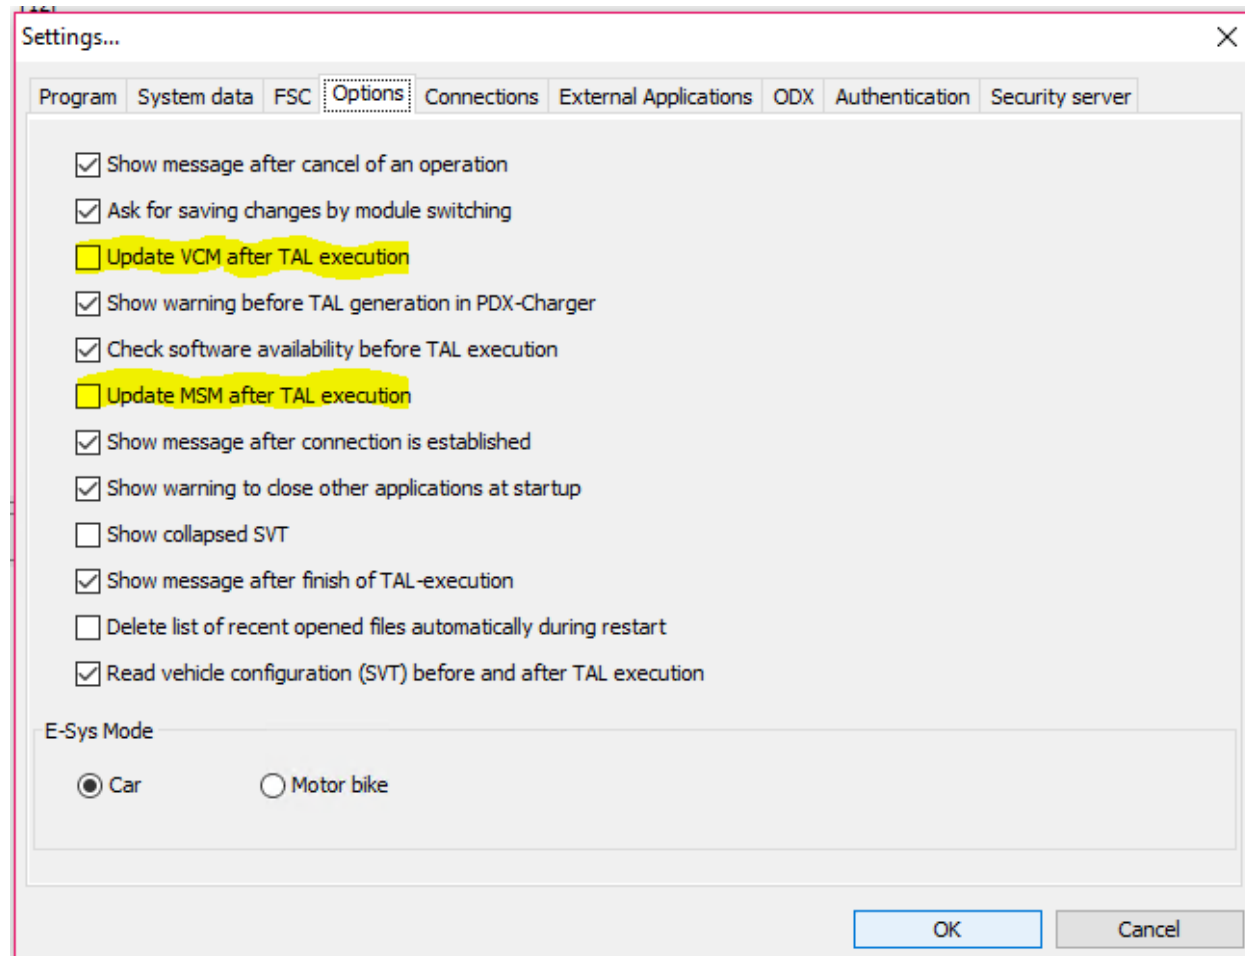 Settings...
Program System data FSC Options Connections External Applications ODX Authentication Security server
Show message after cancel of an operation
Ask for saving changes by module switching
Update VCM after TAL execution
Show warning before TAL generation in PDX-Charger
Check software availability before TAL execution
Update MSM after TAL execution
Show message after connection is established
Show warning to close other applications at startup
Show collapsed SVT
Show message after finish of TAL-execution
Delete list of recent opened files automatically during restart
Read vehicle configuration (SVT) before and after TAL execution
E-Sys Mode
Car Motor bike
OK Cancel